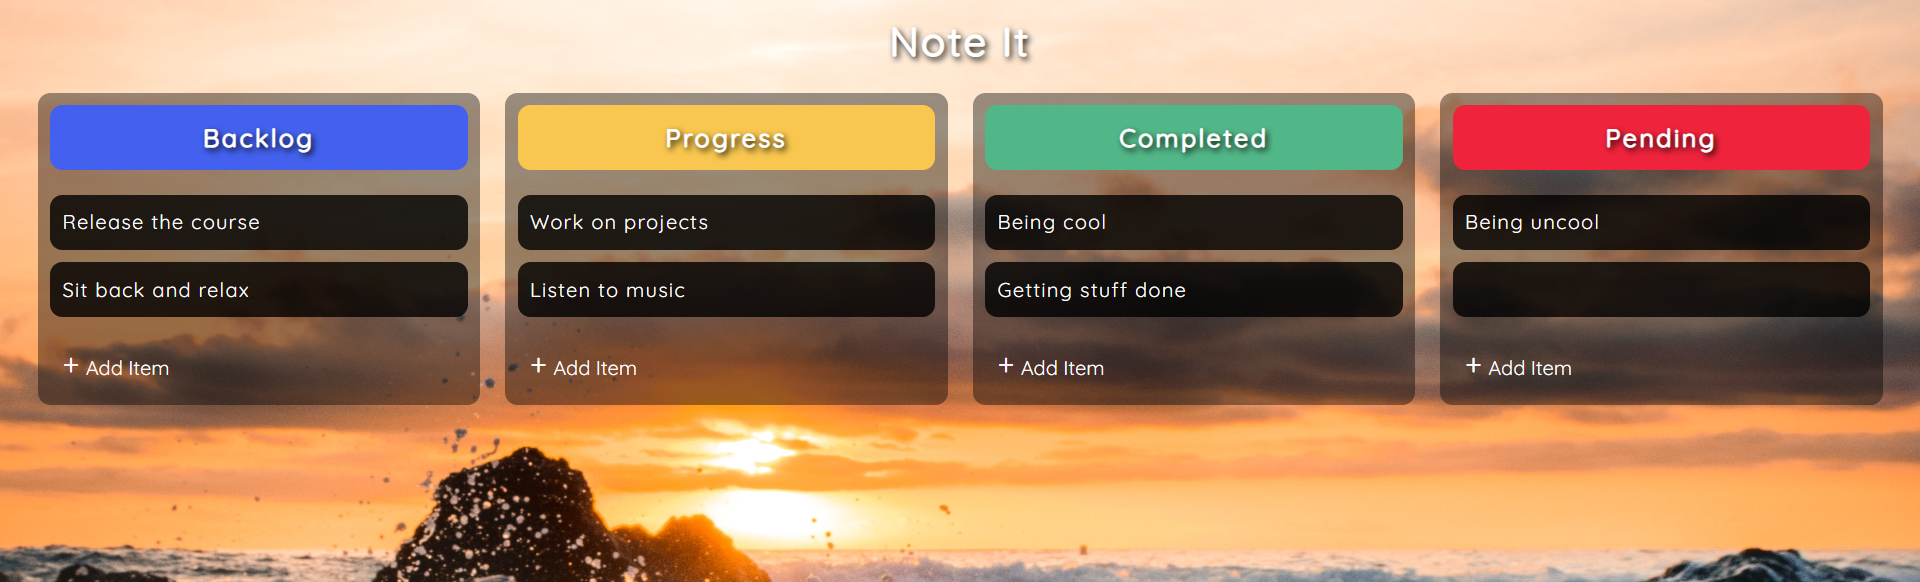 Note It
Backlog
Release the course
Sit back and relax
+ Add Item
Progress
Work on projects
Listen to music
+ Add Item
Completed
Being cool
Getting stuff done
+ Add Item
Pending
Being uncool
+ Add Item